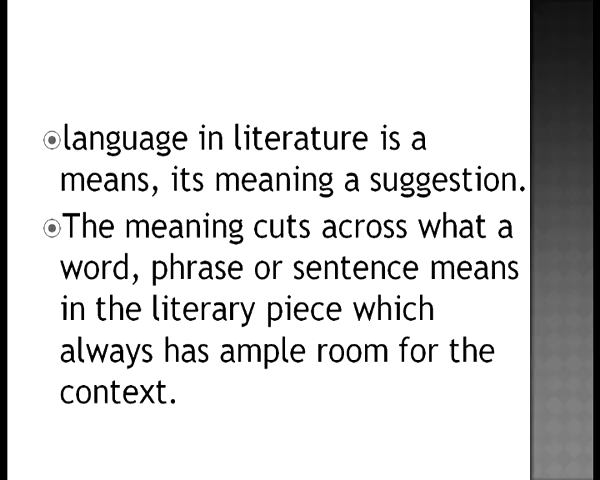 language in literature is a
means, its meaning a suggestion.
The meaning cuts across what a
word, phrase or sentence means
in the literary piece which
always has ample room for the
context.